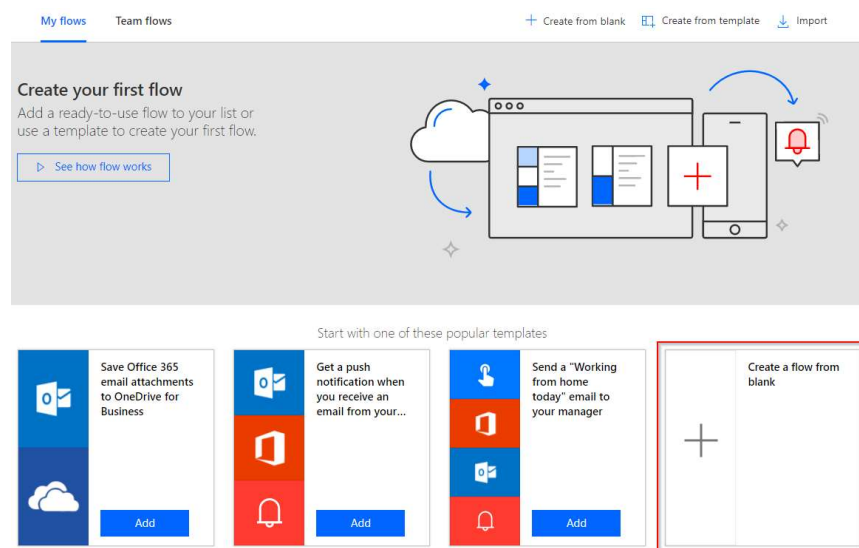 My flows
Team flows
Create from blank
Create from template
Import
Create your first flow
Add a ready-to-use flow to your list or
use a template to create your first flow.
See how flow works
Start with one of these popular templates
Save Office 365
email attachments
to OneDrive for
Business
Add
Get a push
notification when
you receive an
email from your...
Add
Send a "Working
from home
today" email to
your manager
Add
Create a flow from
blank